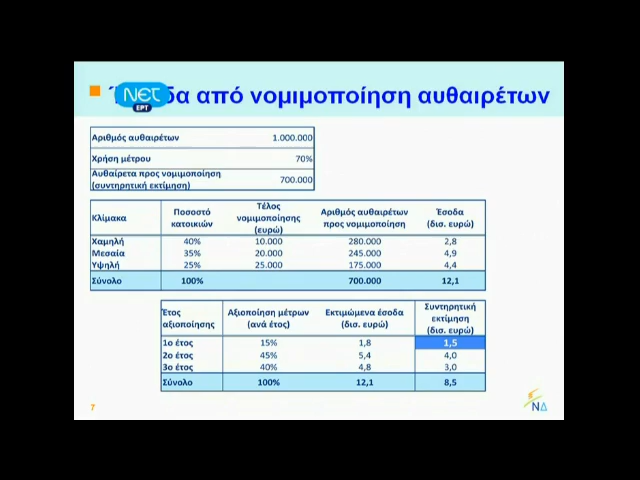 από νομιμοποίηση αυθαιρέτων
ΝΕΤ
ΕΡΤ
Αριθμός αυθαιρέτων 1.000.000
Χρήση μέτρου 70%
Αυθαίρετα προς νομιμοποίηση
(συντηρητική εκτίμηση) 700.000
Κλίμακα Ποσοστό κατοικιών Τέλος νομιμοποίησης (ευρώ) Αριθμός αυθαιρέτων προς νομιμοποίηση Έσοδα (δισ. ευρώ)
Χαμηλή 40% 10.000 280.000 2,8
Μεσαία 35% 20.000 245.000 4,9
Υψηλή 25% 25.000 175.000 4,4
Σύνολο 100% 700.000 12,1
Έτος αξιοποίησης Αξιοποίηση μέτρων (ανά έτος) Εκτιμώμενα έσοδα (δισ. ευρώ) Συντηρητική εκτίμηση (δισ. ευρώ)
1ο έτος 15% 1,8 1,5
2ο έτος 45% 5,4 4,0
3ο έτος 40% 4,8 3,0
Σύνολο 100% 12,1 8,5
7
ΝΔ